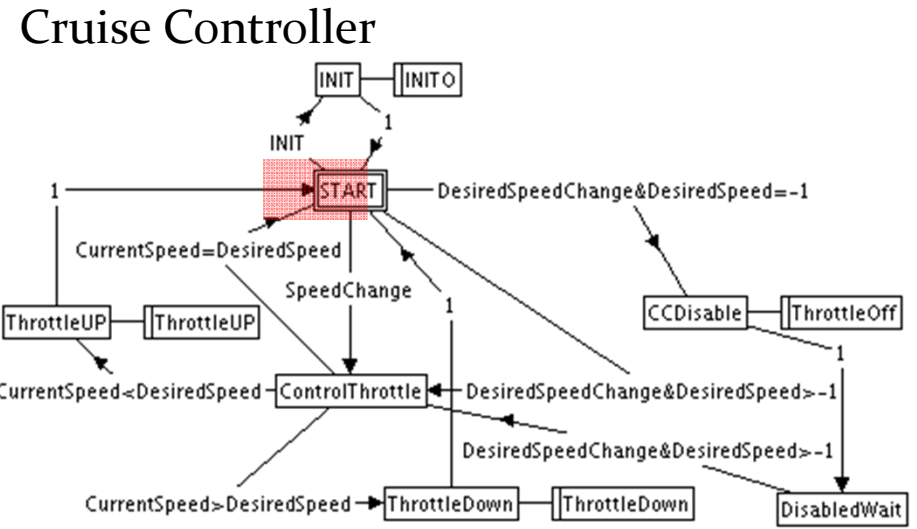 Cruise Controller
INIT
INITO
1
INIT
1
START
DesiredSpeedChange&DesiredSpeed=-1
CurrentSpeed=DesiredSpeed
SpeedChange
1
ThrottleUP
ThrottleUP
CCDisable
ThrottleOff
1
CurrentSpeed<DesiredSpeed
ControlThrottle
DesiredSpeedChange&DesiredSpeed>-1
DesiredSpeedChange&DesiredSpeed>-1
CurrentSpeed>DesiredSpeed
ThrottleDown
ThrottleDown
DisabledWait